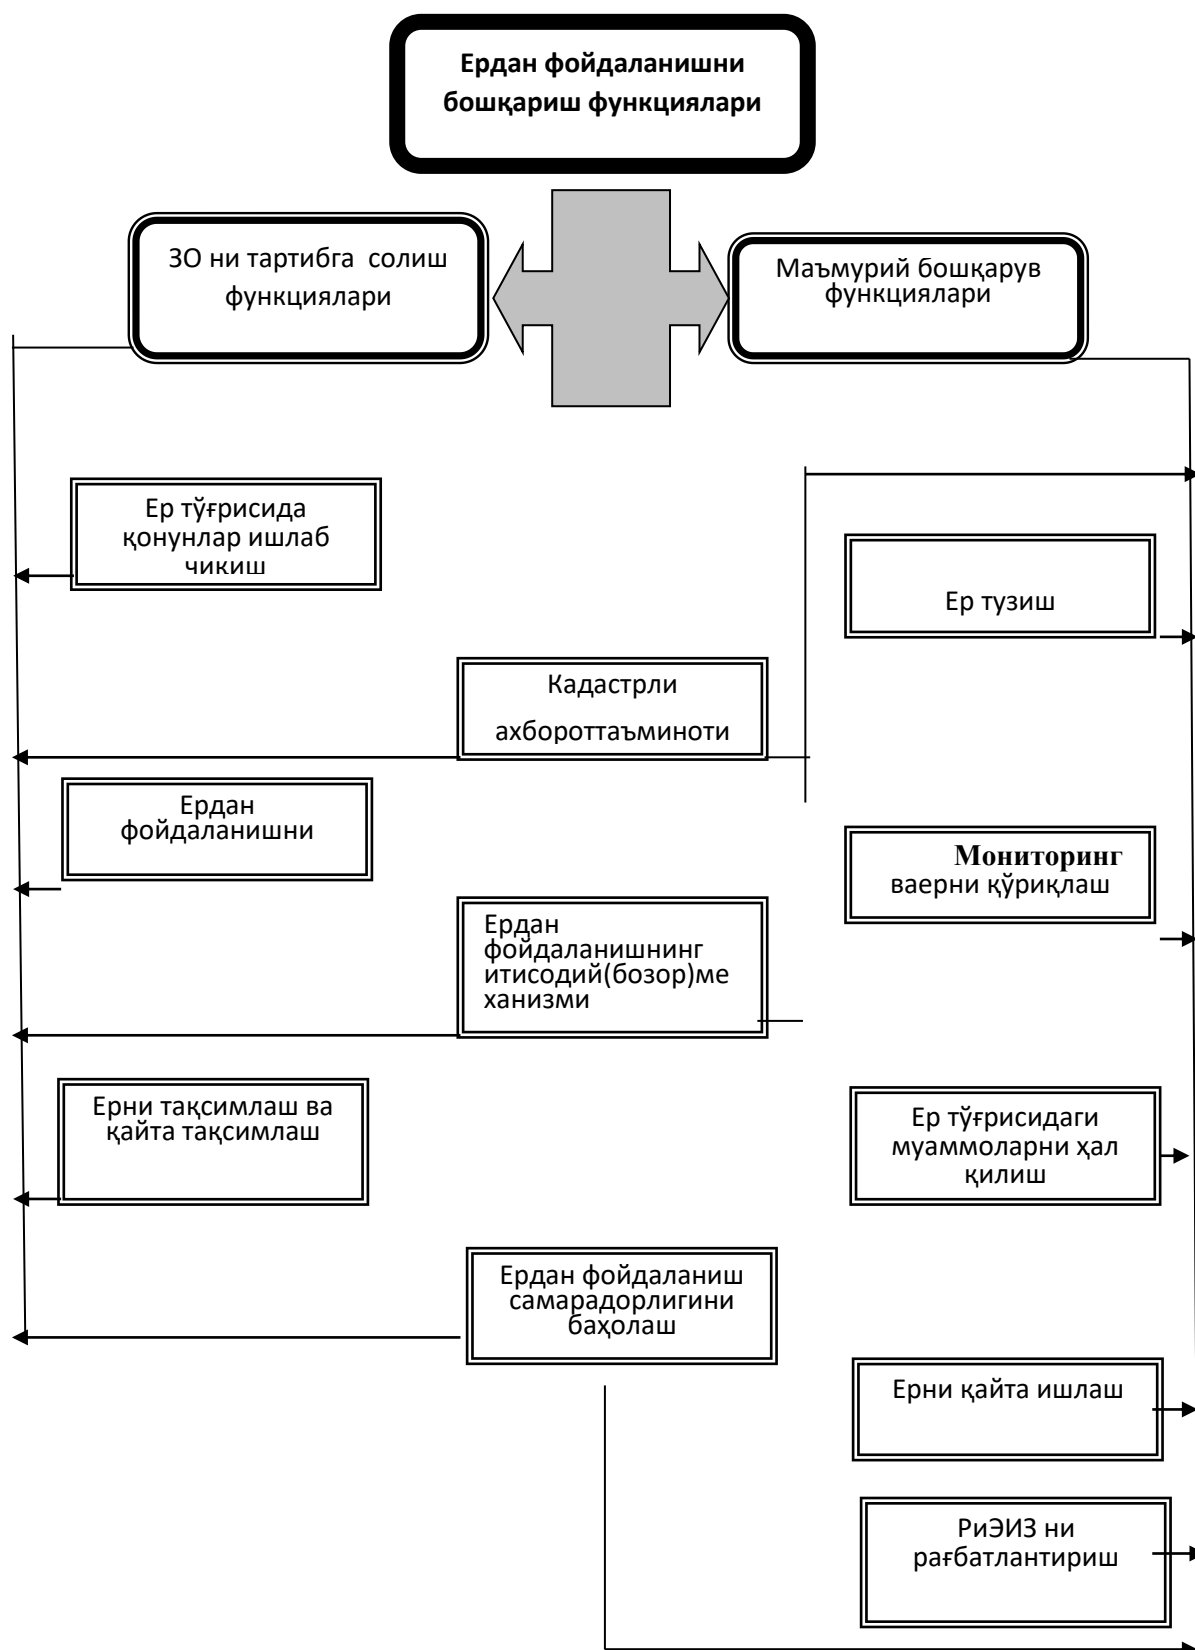 Ердан фойдаланишни
бошқариш функциялари
ЗО ни тартибга солиш
функциялари
Маъмурий бошқарув
функциялари
Ер тўғрисида
қонунлар ишлаб
чиқиш
Ер тузиш
Кадастрли
ахбороттаъминоти
Ердан
фойдаланишни
Мониторинг
ваерни қўриқлаш
Ердан
фойдаланишнинг
итисодий(бозор)ме
ханизми
Ерни тақсимлаш ва
қайта тақсимлаш
Ер тўғрисидаги
муаммоларни ҳал
қилиш
Ердан фойдаланиш
самарадорлигини
баҳолаш
Ерни қайта ишлаш
РиЭИЗ ни
рағбатлантириш